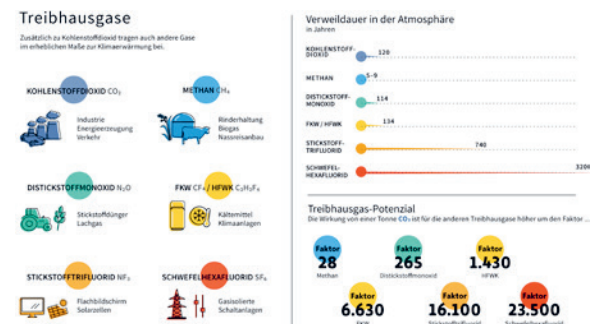 Treibhausgase
Zusätzlich zu Kohlenstoffdioxid tragen auch andere Gase
im erheblichen Maße zur Klimaerwärmung bei.
KOHLENSTOFFDIOXID CO₂
Industrie
Energieerzeugung
Verkehr
METHAN CH₄
Rinderhaltung
Biogas
Nassreisanbau
DISTICKSTOFFMONOXID N₂O
Stickstoffdünger
Lachgas
FKW CF₄ / HFWK C₂H₂F₄
Kältemittel
Klimaanlagen
STICKSTOFFTRIFLUORID NF₃
Flachbildschirm
Solarzellen
SCHWEFELHEXAFLUORID SF₆
Gasisolierte
Schaltanlagen
Verweildauer in der Atmosphäre
in Jahren
KOHLENSTOFF-
DIOXID
120
METHAN
5-9
DISTICKSTOFF-
MONOXID
114
FKW / HFWK
134
STICKSTOFF-
TRIFLUORID
740
SCHWEFEL-
HEXAFLUORID
320
Treibhausgas-Potenzial
Die Wirkung von einer Tonne CO₂ ist für die anderen Treibhausgase höher um den Faktor ...
Faktor
28
Methan
Faktor
265
Distickstoffmonoxid
Faktor
1.430
HFWK
Faktor
6.630
FKW
Faktor
16.100
Stickstofftrifluorid
Faktor
23.500
Schwefelhexafluorid